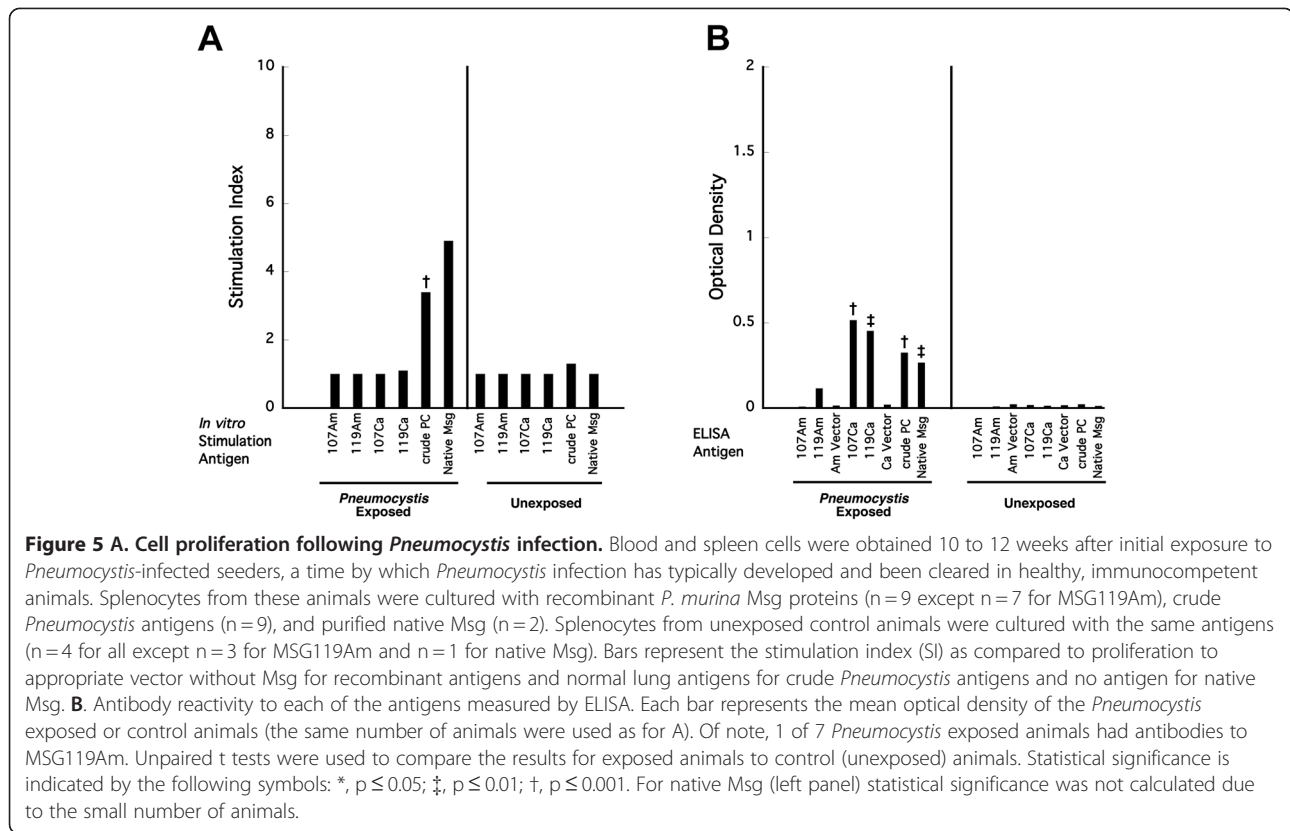 A
B
10
8
6
4
2
0
Stimulation Index
In vitro
Stimulation
Antigen
107Am
119Am
107Ca
119Ca
crude PC
Native Msg
107Am
119Am
107Ca
119Ca
crude PC
Native Msg
†
Pneumocystis
Exposed
Unexposed
2
1.5
1
0.5
0
Optical Density
ELISA
Antigen
107Am
119Am
Am Vector
107Ca
119Ca
Ca Vector
crude PC
Native Msg
107Am
119Am
Am Vector
107Ca
119Ca
Ca Vector
crude PC
Native Msg
†
‡
†
‡
Pneumocystis
Exposed
Unexposed
Figure 5 A. Cell proliferation following Pneumocystis infection. Blood and spleen cells were obtained 10 to 12 weeks after initial exposure to
Pneumocystis-infected seeders, a time by which Pneumocystis infection has typically developed and been cleared in healthy, immunocompetent
animals. Splenocytes from these animals were cultured with recombinant P. murina Msg proteins (n = 9 except n = 7 for MSG119Am), crude
Pneumocystis antigens (n = 9), and purified native Msg (n = 2). Splenocytes from unexposed control animals were cultured with the same antigens
(n = 4 for all except n = 3 for MSG119Am and n = 1 for native Msg). Bars represent the stimulation index (SI) as compared to proliferation to
appropriate vector without Msg for recombinant antigens and normal lung antigens for crude Pneumocystis antigens and no antigen for native
Msg. B. Antibody reactivity to each of the antigens measured by ELISA. Each bar represents the mean optical density of the Pneumocystis
exposed or control animals (the same number of animals were used as for A). Of note, 1 of 7 Pneumocystis exposed animals had antibodies to
MSG119Am. Unpaired t tests were used to compare the results for exposed animals to control (unexposed) animals. Statistical significance is
indicated by the following symbols: *, p ≤ 0.05; ‡, p ≤ 0.01; †, p ≤ 0.001. For native Msg (left panel) statistical significance was not calculated due
to the small number of animals.